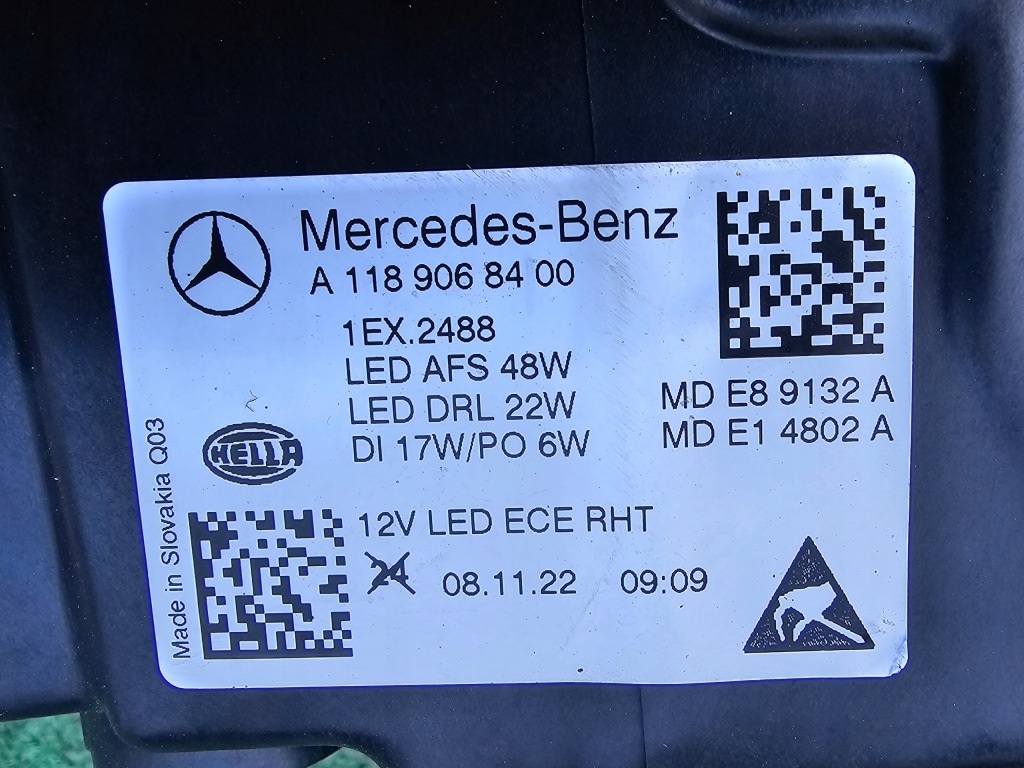 Mercedes-Benz
A 118 906 84 00
1EX.2488
LED AFS 48W
LED DRL 22W
DI 17W/PO 6W
MD E8 9132 A
MD E1 4802 A
HELLA
Made in Slovakia Q03
12V LED ECE RHT
24 08.11.22 09:09